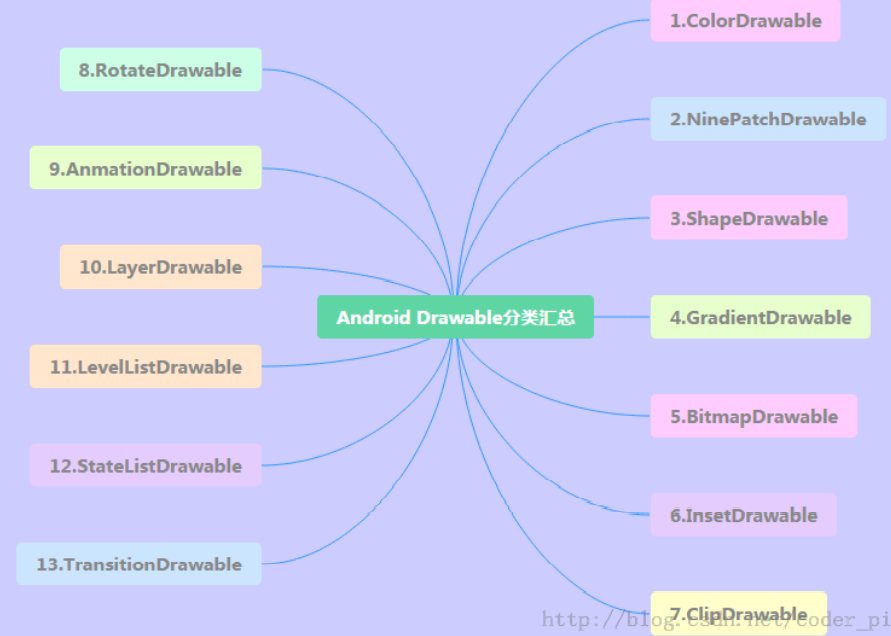 Android Drawable分类汇总
1.ColorDrawable
2.NinePatchDrawable
3.ShapeDrawable
4.GradientDrawable
5.BitmapDrawable
6.InsetDrawable
7.ClipDrawable
8.RotateDrawable
9.AnmationDrawable
10.LayerDrawable
11.LevelListDrawable
12.StateListDrawable
13.TransitionDrawable
http://blog.csdn.net/coder_pi